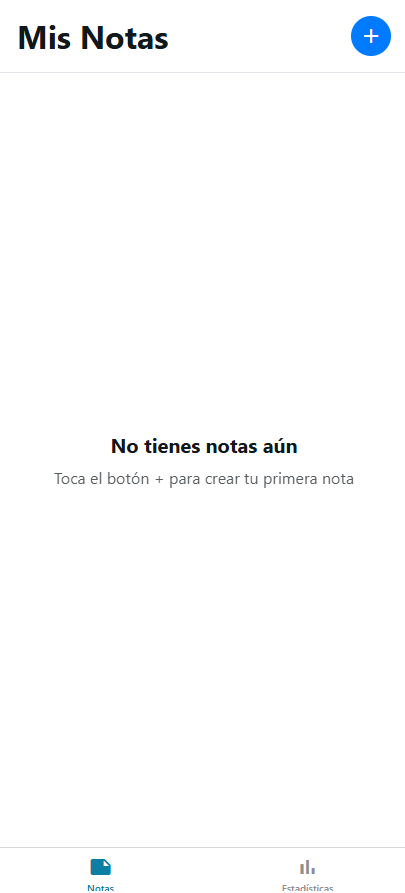 Mis Notas
+
No tienes notas aún
Toca el botón + para crear tu primera nota
Notas
Estadísticas